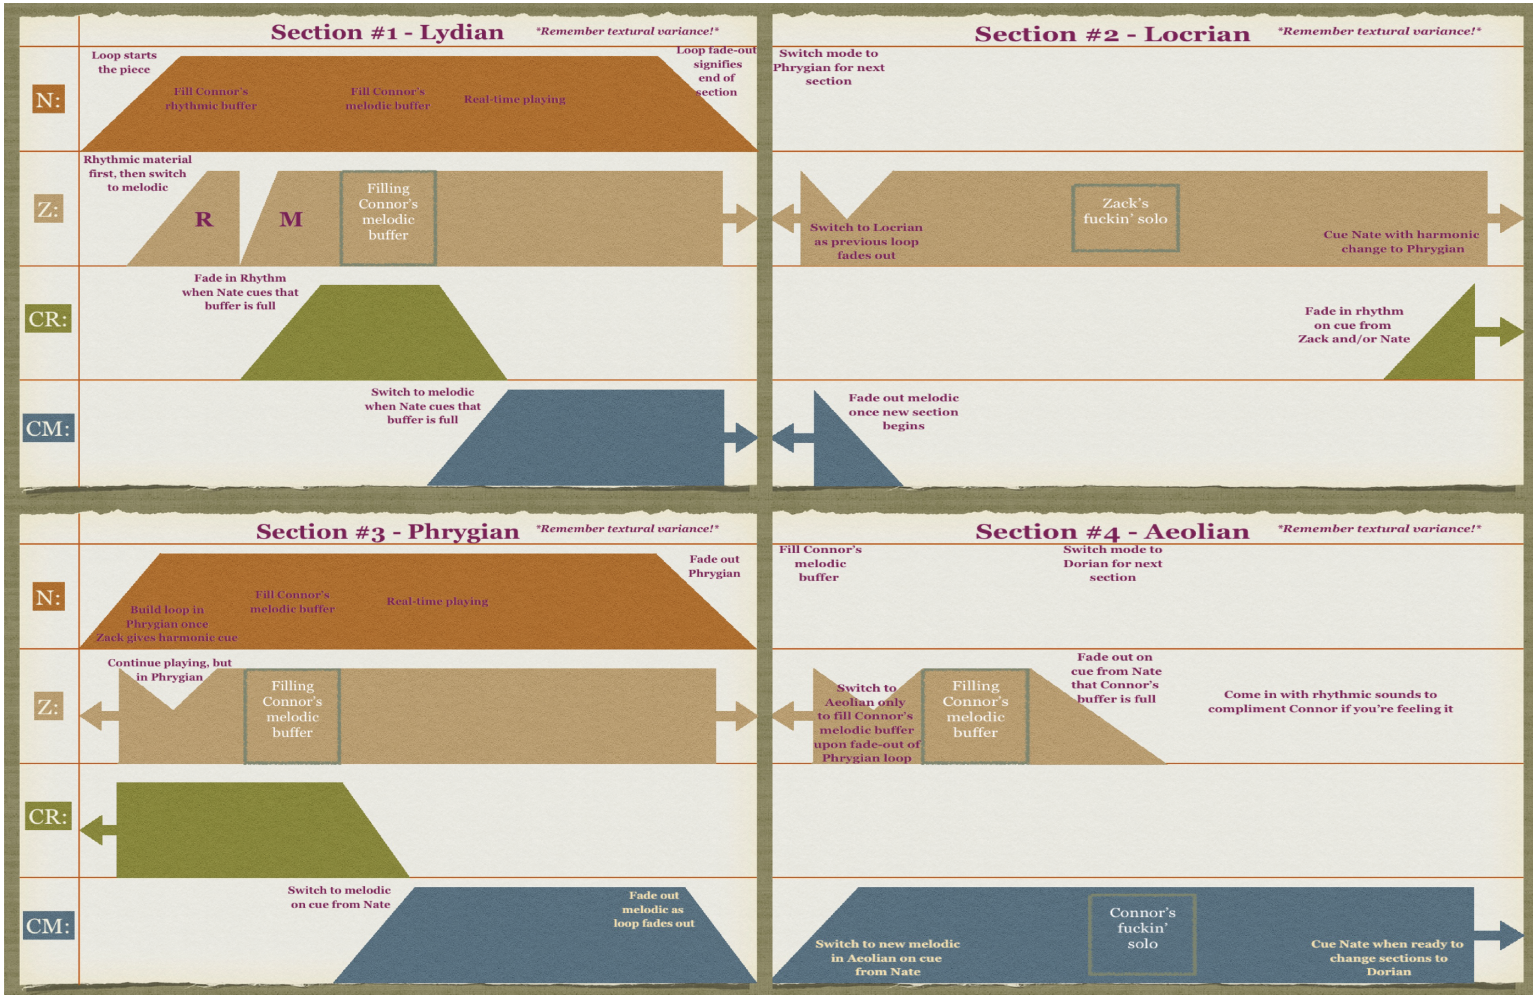 Section #1 - Lydian
*Remember textural variance!*
N:
Loop starts
the piece
Fill Connor's
rhythmic buffer
Fill Connor's
melodic buffer
Real-time playing
Loop fade-out
signifies
end of
section
Z:
Rhythmic material
first, then switch
to melodic
R
M
Filling
Connor's
melodic
buffer
CR:
Fade in Rhythm
when Nate cues that
buffer is full
CM:
Switch to melodic
when Nate cues that
buffer is full
Section #2 - Locrian
*Remember textural variance!*
Switch mode to
Phrygian for next
section
Switch to Locrian
as previous loop
fades out
Zack's
fuckin' solo
Cue Nate with harmonic
change to Phrygian
Fade in rhythm
on cue from
Zack and/or Nate
Fade out melodic
once new section
begins
Section #3 - Phrygian
*Remember textural variance!*
N:
Build loop in
Phrygian once
Zack gives harmonic cue
Fill Connor's
melodic buffer
Real-time playing
Fade out
Phrygian
Z:
Continue playing, but
in Phrygian
Filling
Connor's
melodic
buffer
CR:
CM:
Switch to melodic
on cue from Nate
Fade out
melodic as
loop fades out
Section #4 - Aeolian
*Remember textural variance!*
Fill Connor's
melodic
buffer
Switch mode to
Dorian for next
section
Switch to
Aeolian only
to fill Connor's
melodic buffer
upon fade-out of
Phrygian loop
Filling
Connor's
melodic
buffer
Fade out on
cue from Nate
that Connor's
buffer is full
Come in with rhythmic sounds to
compliment Connor if you're feeling it
Switch to new melodic
in Aeolian on cue
from Nate
Connor's
fuckin'
solo
Cue Nate when ready to
change sections to
Dorian